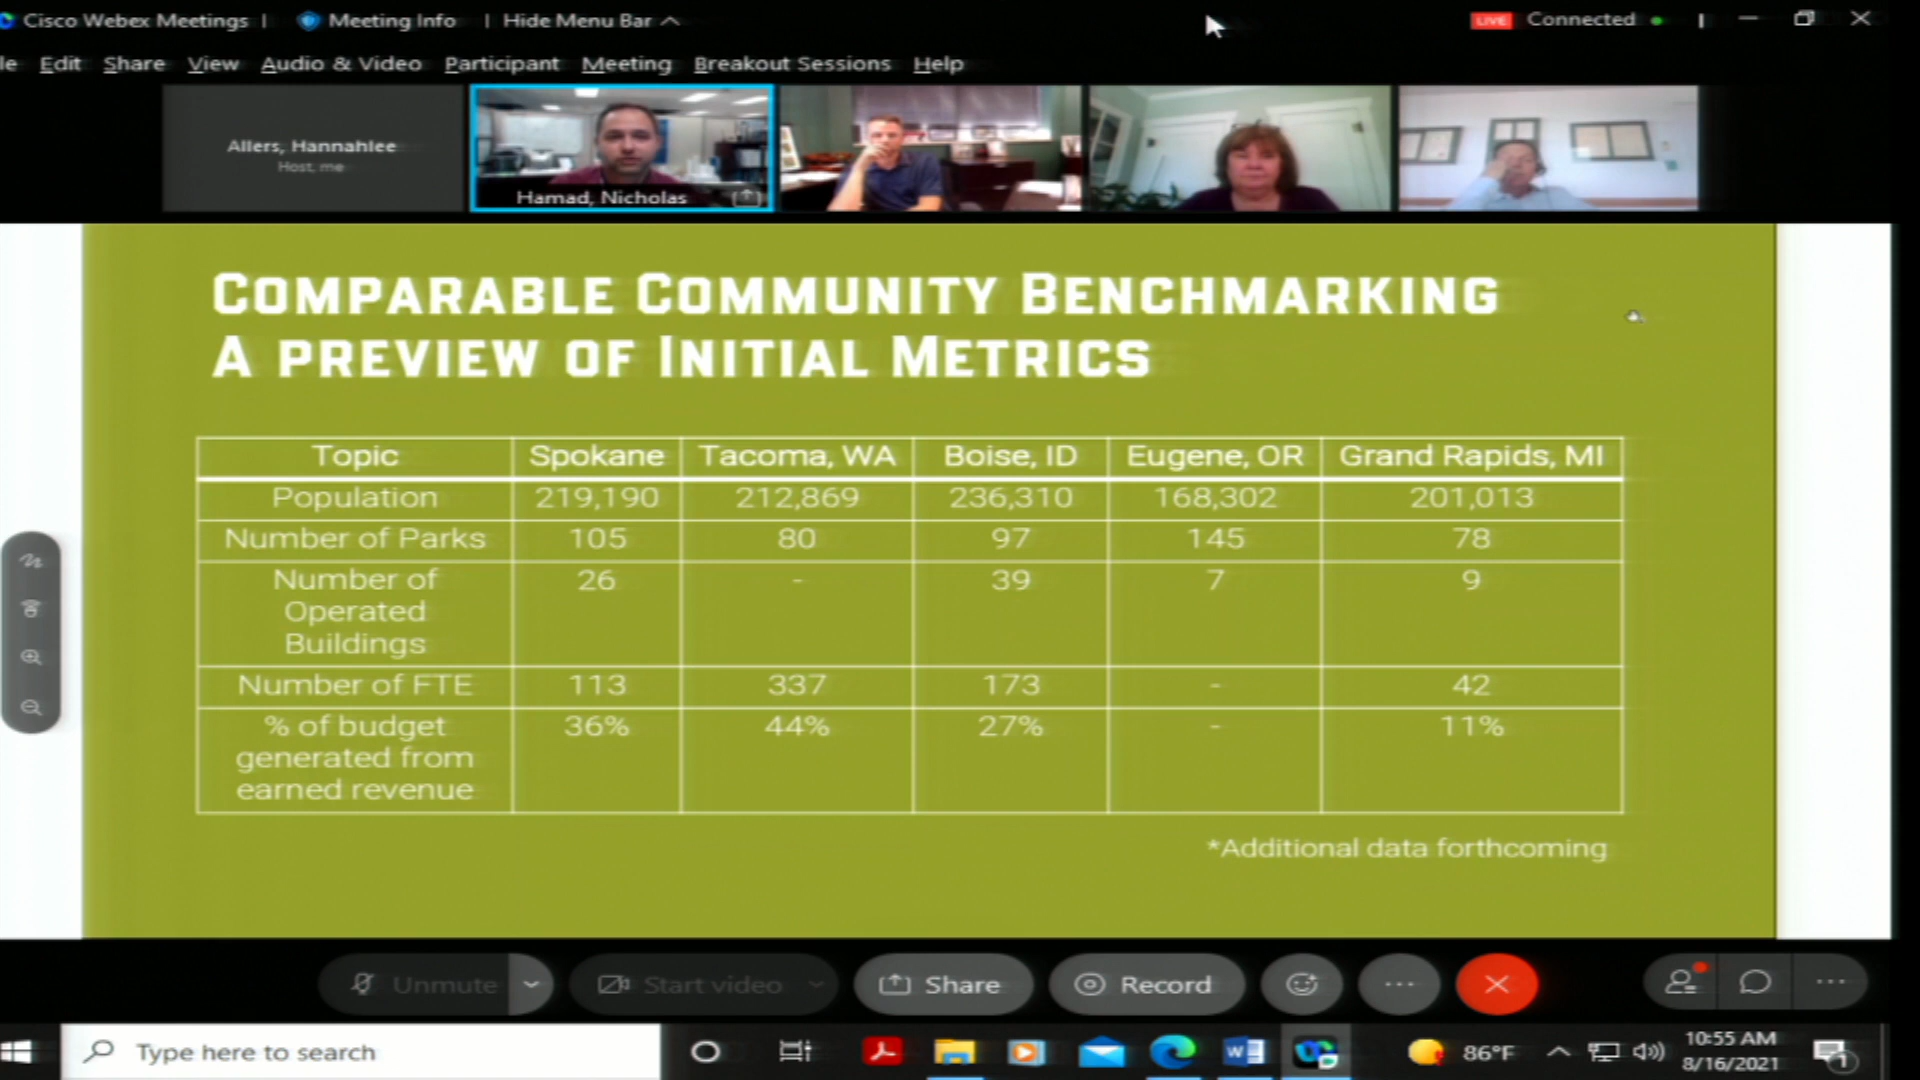 Cisco Webex Meetings | Meeting Info | Hide Menu Bar
LIVE Connected
le Edit Share View Audio & Video Participant Meeting Breakout Sessions Help
Allers, Hannahlee
Host, me
Hamad, Nicholas
COMPARABLE COMMUNITY BENCHMARKING
A PREVIEW OF INITIAL METRICS
Topic Spokane Tacoma, WA Boise, ID Eugene, OR Grand Rapids, MI
Population 219,190 212,869 236,310 168,302 201,013
Number of Parks 105 80 97 145 78
Number of 26 - 39 7 9
Operated
Buildings
Number of FTE 113 337 173 - 42
% of budget 36% 44% 27% - 11%
generated from
earned revenue
*Additional data forthcoming
Unmute Start video Share Record
Type here to search
86°F
10:55 AM
8/16/2021
1